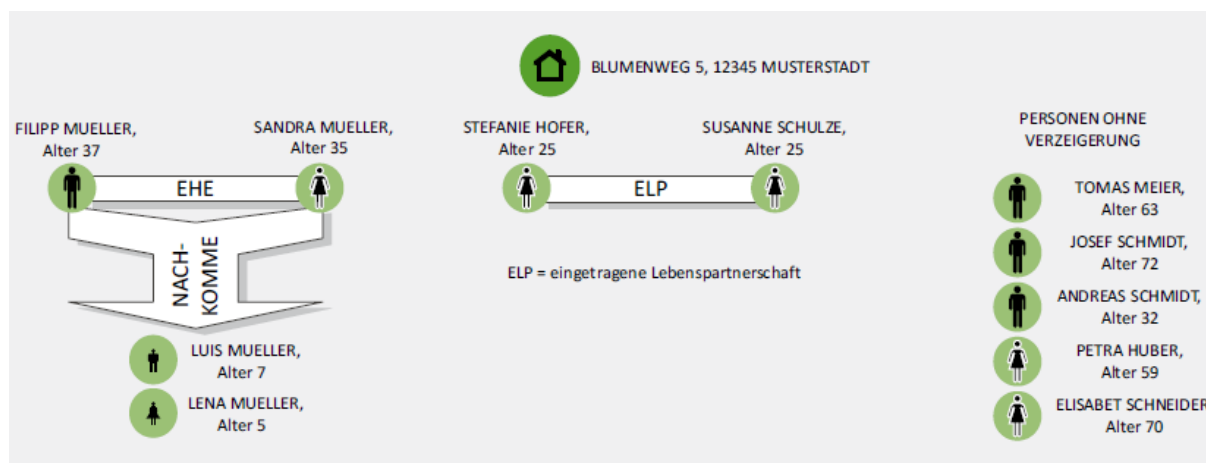 BLUMENWEG 5, 12345 MUSTERSTADT
FILIPP MUELLER,
Alter 37
SANDRA MUELLER,
Alter 35
EHE
NACH-
KOMME
LUIS MUELLER,
Alter 7
LENA MUELLER,
Alter 5
STEFANIE HOFER,
Alter 25
SUSANNE SCHULZE,
Alter 25
ELP
ELP = eingetragene Lebenspartnerschaft
PERSONEN OHNE
VERZEIGERUNG
TOMAS MEIER,
Alter 63
JOSEF SCHMIDT,
Alter 72
ANDREAS SCHMIDT,
Alter 32
PETRA HUBER,
Alter 59
ELISABET SCHNEIDER
Alter 70